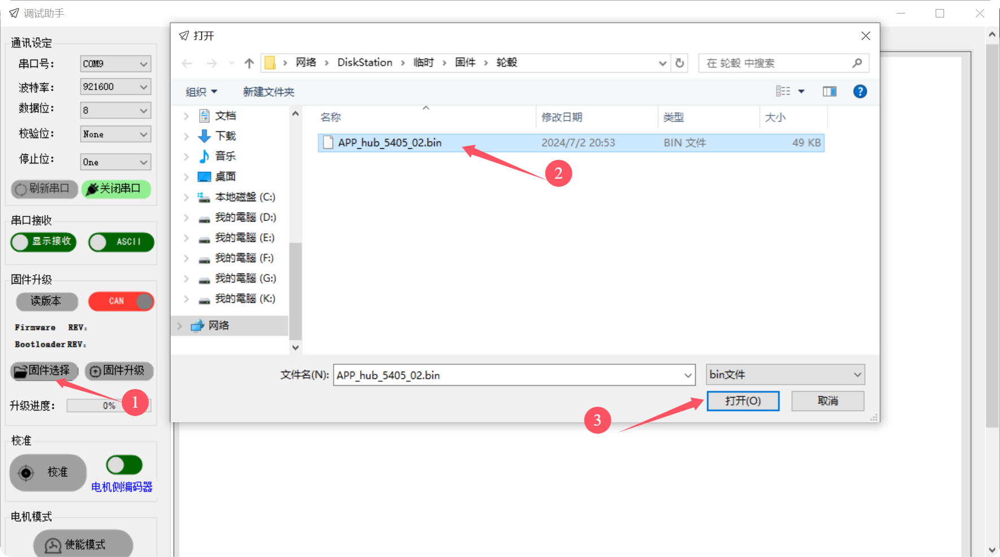 调试助手
通讯设定
串口号：
COM9
波特率：
921600
数据位：
8
校验位：
None
停止位：
One
刷新串口
关闭串口
串口接收
显示接收
ASCII
固件升级
读版本
CAN
Firmware REV:
Bootloader REV:
固件选择
固件升级
1
升级进度：
0%
校准
校准
电机侧编码器
电机模式
使能模式
打开
网络 › DiskStation › 临时 › 固件 › 轮毂
在 轮毂 中搜索
组织
新建文件夹
?
文档
下载
音乐
桌面
本地磁盤 (C:)
我的電腦 (D:)
我的電腦 (E:)
我的電腦 (F:)
我的電腦 (G:)
我的電腦 (K:)
网络
名称 修改日期 类型 大小
APP_hub_5405_02.bin 2024/7/2 20:53 BIN 文件 49 KB
2
文件名(N):
APP_hub_5405_02.bin
bin文件
3
打开(O)
取消